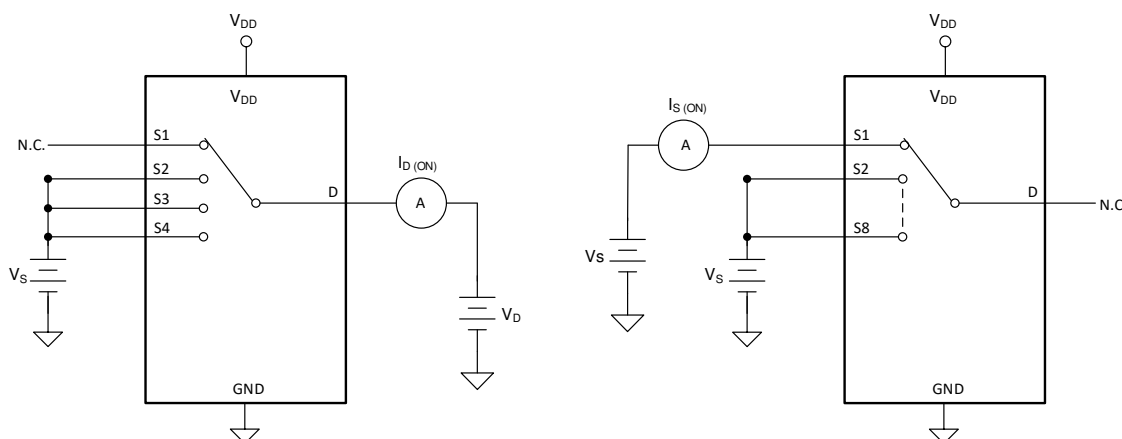 VDD
VDD
N.C.
S1
S2
S3
S4
D
ID (ON)
A
VS
VD
GND
VDD
VDD
IS (ON)
A
S1
S2
S8
D
N.C
VS
VS
GND